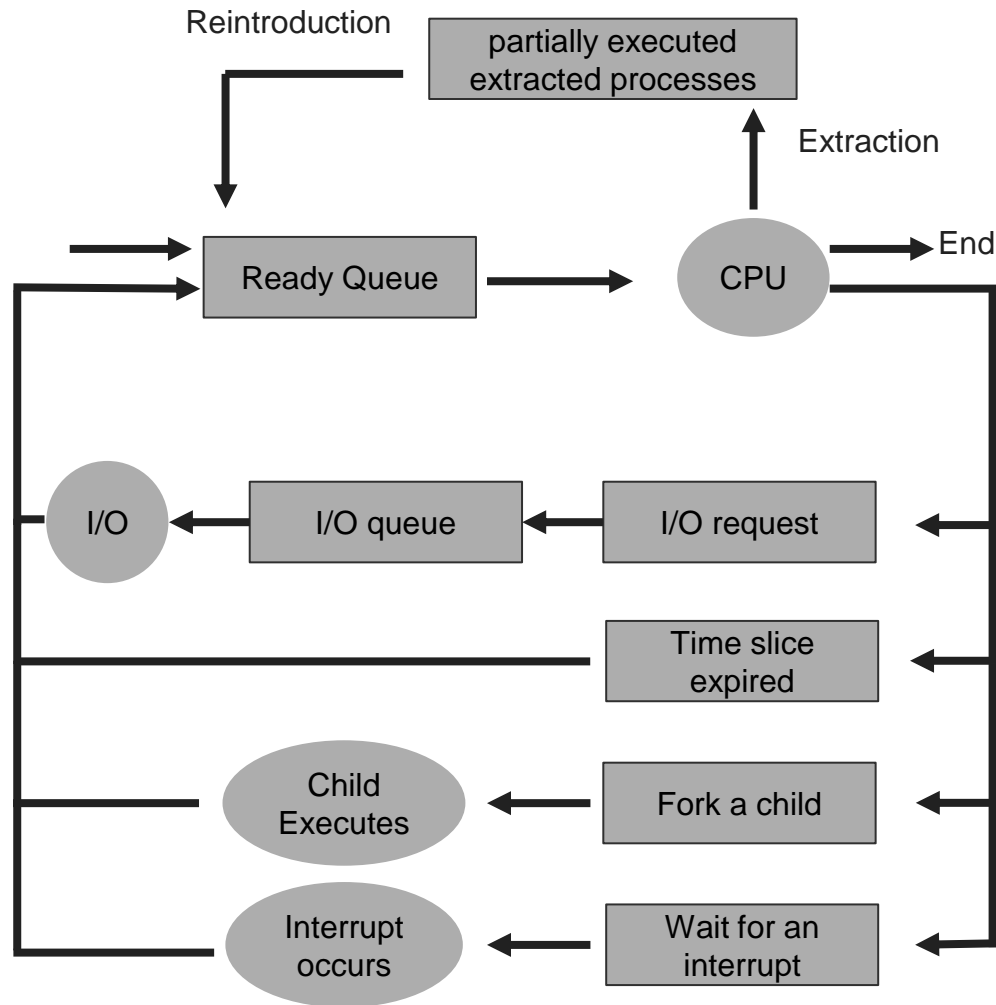 Reintroduction
partially executed
extracted processes
Extraction
Ready Queue
CPU
End
I/O
I/O queue
I/O request
Time slice
expired
Child
Executes
Fork a child
Interrupt
occurs
Wait for an
interrupt